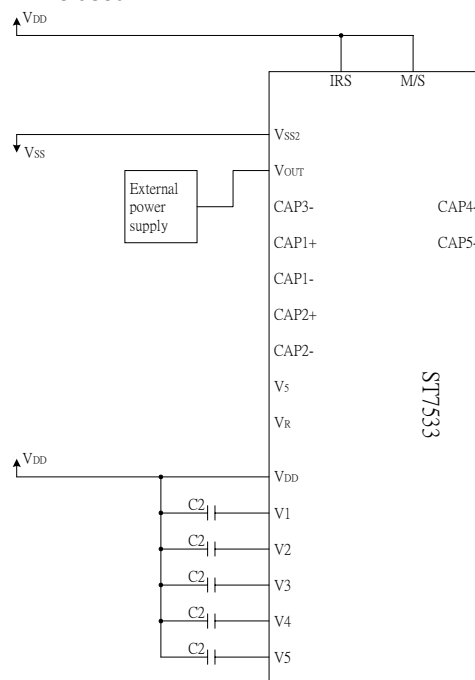 VDD
IRS M/S
VSS2
VSS
VOUT
External
power
supply
CAP3- CAP4-
CAP1+ CAP5-
CAP1-
CAP2+
CAP2-
V5
VR
ST7533
VDD
VDD
C2 V1
C2 V2
C2 V3
C2 V4
C2 V5